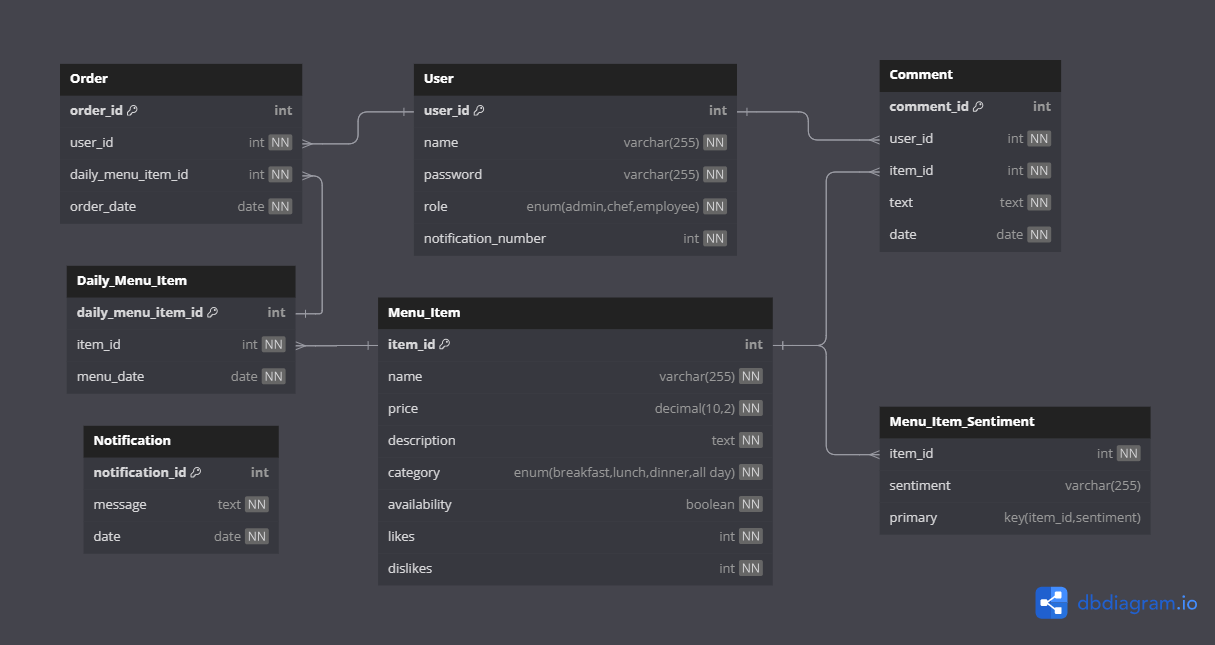 Order
order_id int
user_id int NN
daily_menu_item_id int NN
order_date date NN
User
user_id int
name varchar(255) NN
password varchar(255) NN
role enum(admin,chef,employee) NN
notification_number int NN
Comment
comment_id int
user_id int NN
item_id int NN
text text NN
date date NN
Daily_Menu_Item
daily_menu_item_id int
item_id int NN
menu_date date NN
Menu_Item
item_id int
name varchar(255) NN
price decimal(10,2) NN
description text NN
category enum(breakfast,lunch,dinner,all day) NN
availability boolean NN
likes int NN
dislikes int NN
Notification
notification_id int
message text NN
date date NN
Menu_Item_Sentiment
item_id int NN
sentiment varchar(255)
primary key(item_id,sentiment)
dbdiagram.io